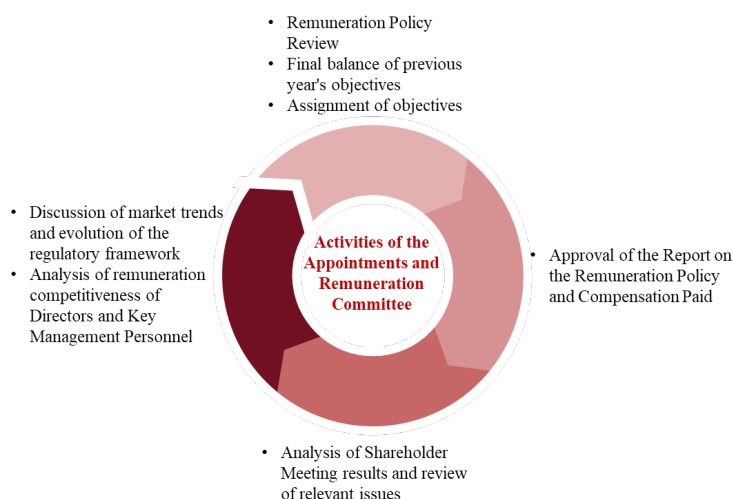 • Remuneration Policy
Review
• Final balance of previous
year's objectives
• Assignment of objectives
• Discussion of market trends
and evolution of the
regulatory framework
• Analysis of remuneration
competitiveness of
Directors and Key
Management Personnel
Activities of the
Appointments and
Remuneration
Committee
• Approval of the Report on
the Remuneration Policy
and Compensation Paid
• Analysis of Shareholder
Meeting results and review
of relevant issues